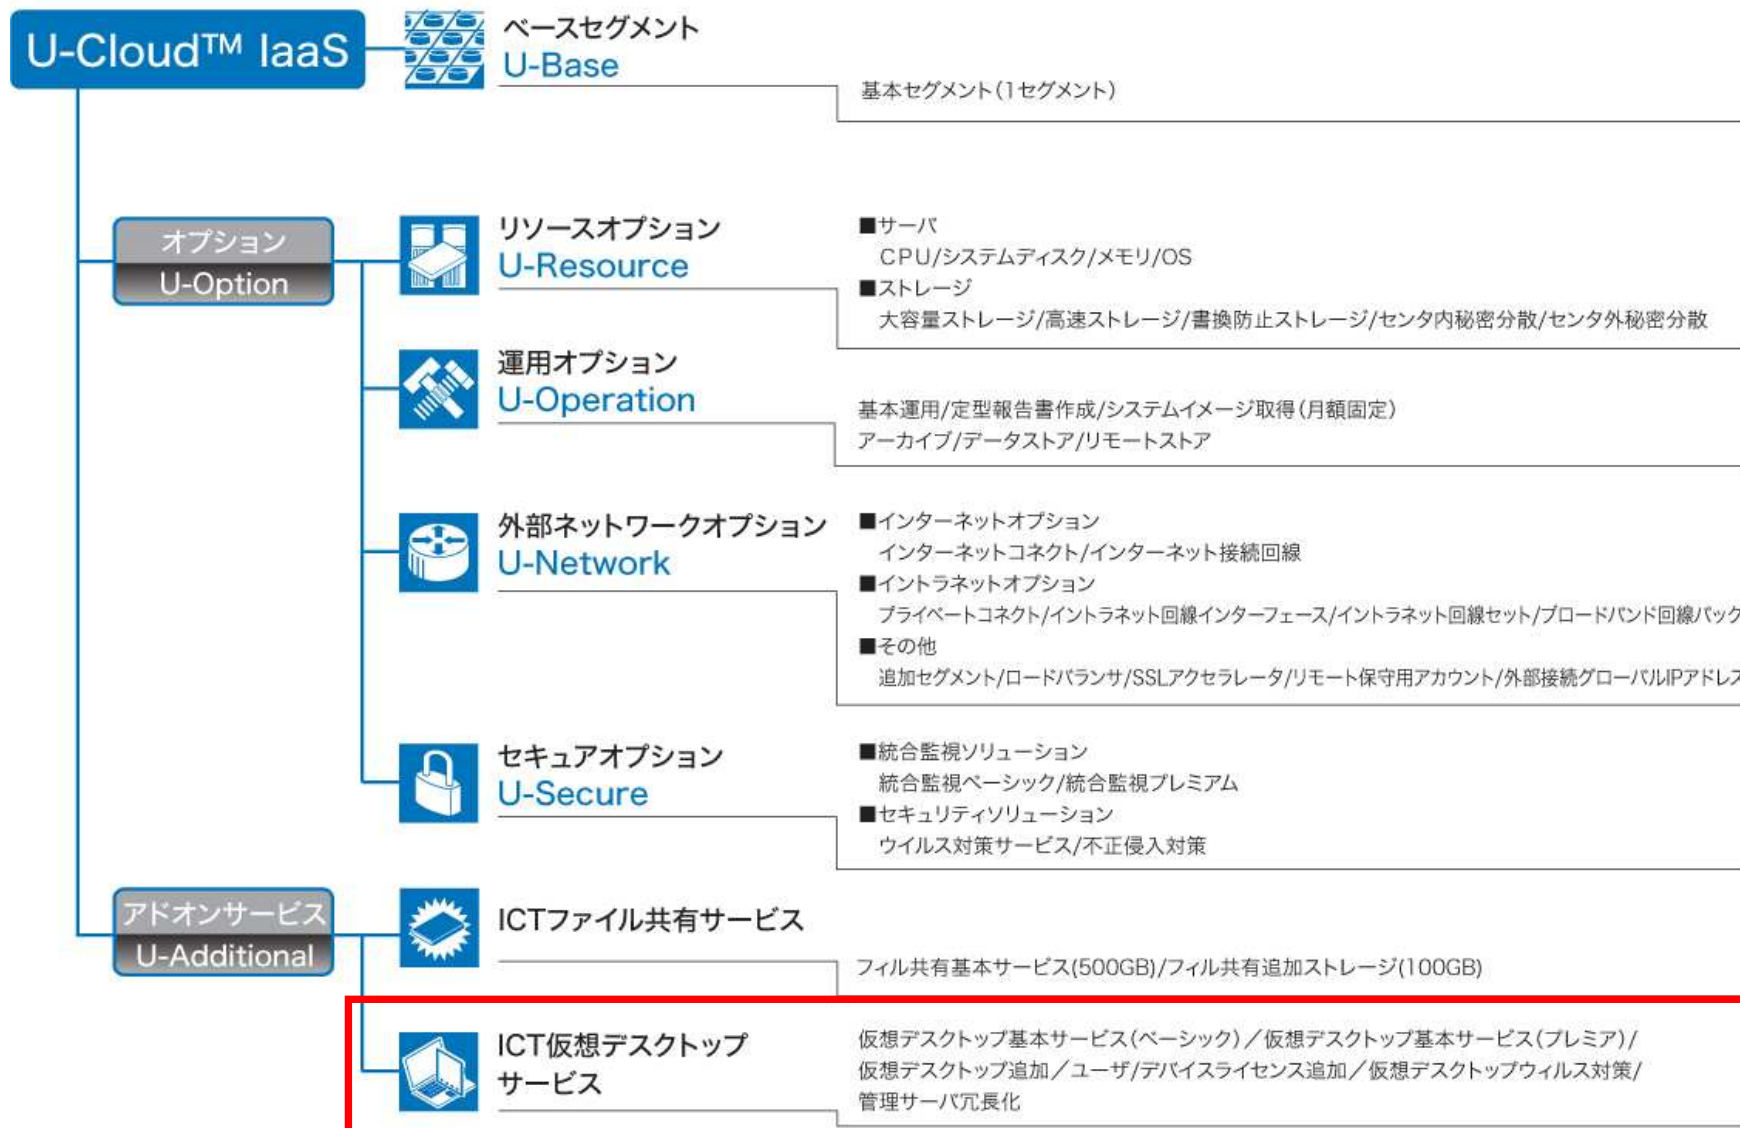 U-Cloud™ IaaS
ベースセグメント
U-Base
基本セグメント(1セグメント)
オプション
U-Option
リソースオプション
U-Resource
■サーバ
CPU/システムディスク/メモリ/OS
■ストレージ
大容量ストレージ/高速ストレージ/書換防止ストレージ/センタ内秘密分散/センタ外秘密分散
運用オプション
U-Operation
基本運用/定型報告書作成/システムイメージ取得(月額固定)
アーカイブ/データストア/リモートストア
外部ネットワークオプション
U-Network
■インターネットオプション
インターネットコネクト/インターネット接続回線
■イントラネットオプション
プライベートコネクト/イントラネット回線インターフェース/イントラネット回線セット/ブロードバンド回線パック
■その他
追加セグメント/ロードバランサ/SSLアクセラレータ/リモート保守用アカウント/外部接続グローバルIPアドレス
セキュアオプション
U-Secure
■統合監視ソリューション
統合監視ベーシック/統合監視プレミアム
■セキュリティソリューション
ウイルス対策サービス/不正侵入対策
アドオンサービス
U-Additional
ICTファイル共有サービス
フィル共有基本サービス(500GB)/フィル共有追加ストレージ(100GB)
ICT仮想デスクトップ
サービス
仮想デスクトップ基本サービス(ベーシック)／仮想デスクトップ基本サービス(プレミア)/
仮想デスクトップ追加／ユーザ/デバイスライセンス追加／仮想デスクトップウィルス対策/
管理サーバ冗長化